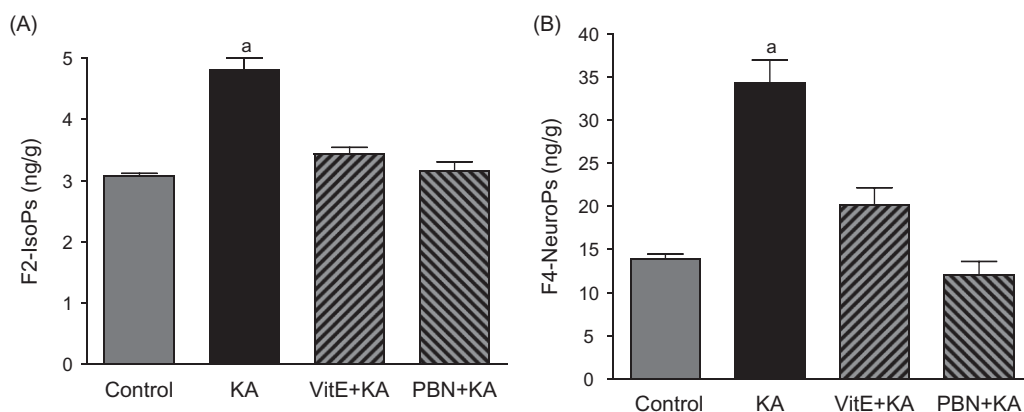 (A)
F2-IsoPs (ng/g)
5
4
3
2
1
0
a
Control KA VitE+KA PBN+KA
(B)
F4-NeuroPs (ng/g)
40
35
30
25
20
15
10
5
0
a
Control KA VitE+KA PBN+KA